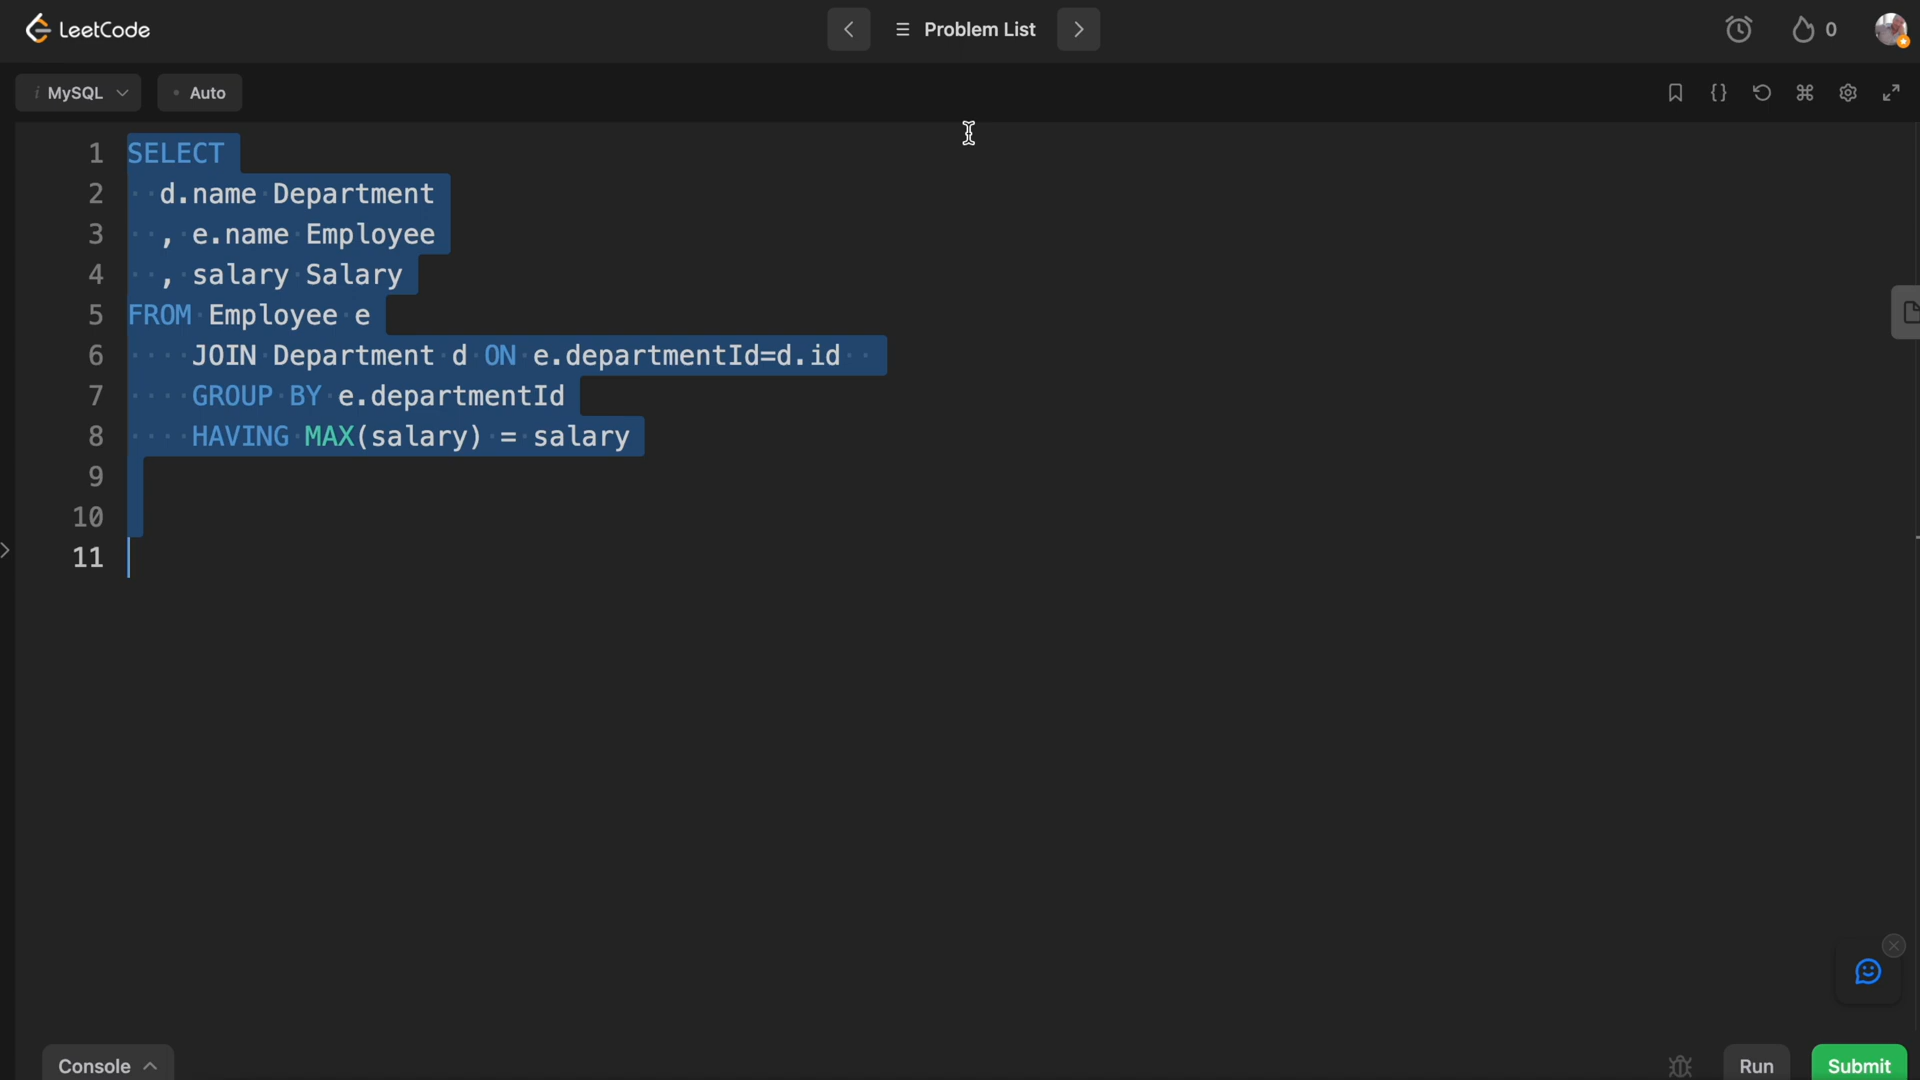 LeetCode
Problem List
0
MySQL
Auto
1 SELECT
2 d.name Department
3 , e.name Employee
4 , salary Salary
5 FROM Employee e
6 JOIN Department d ON e.departmentId=d.id
7 GROUP BY e.departmentId
8 HAVING MAX(salary) = salary
9
10
11
Console
Run
Submit